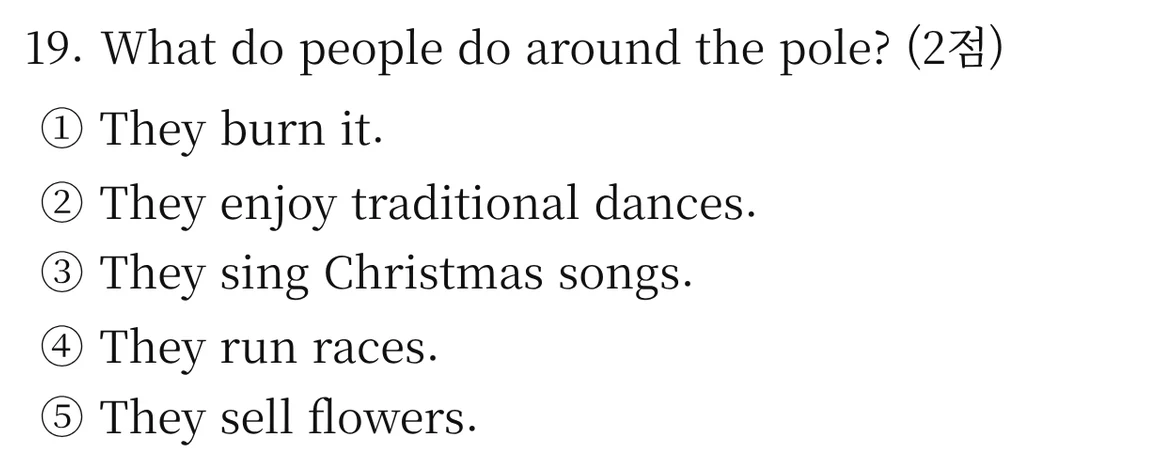 19. What do people do around the pole? (2점)
① They burn it.
② They enjoy traditional dances.
③ They sing Christmas songs.
④ They run races.
⑤ They sell flowers.